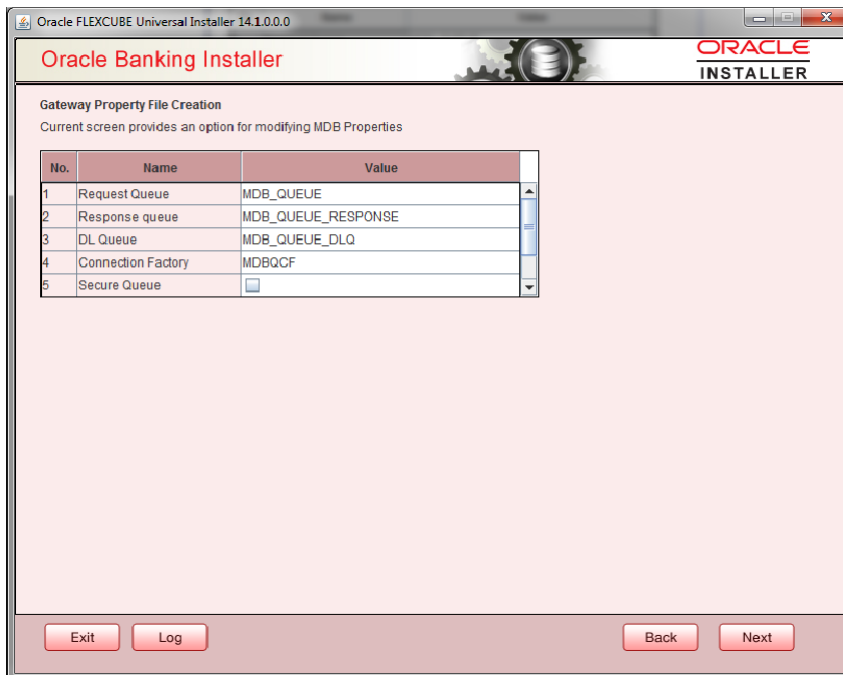 Oracle FLEXCUBE Universal Installer 14.1.0.0.0
Oracle Banking Installer
ORACLE
INSTALLER
Gateway Property File Creation
Current screen provides an option for modifying MDB Properties
No. Name Value
1 Request Queue MDB_QUEUE
2 Response queue MDB_QUEUE_RESPONSE
3 DL Queue MDB_QUEUE_DLQ
4 Connection Factory MDBQCF
5 Secure Queue
Exit Log Back Next